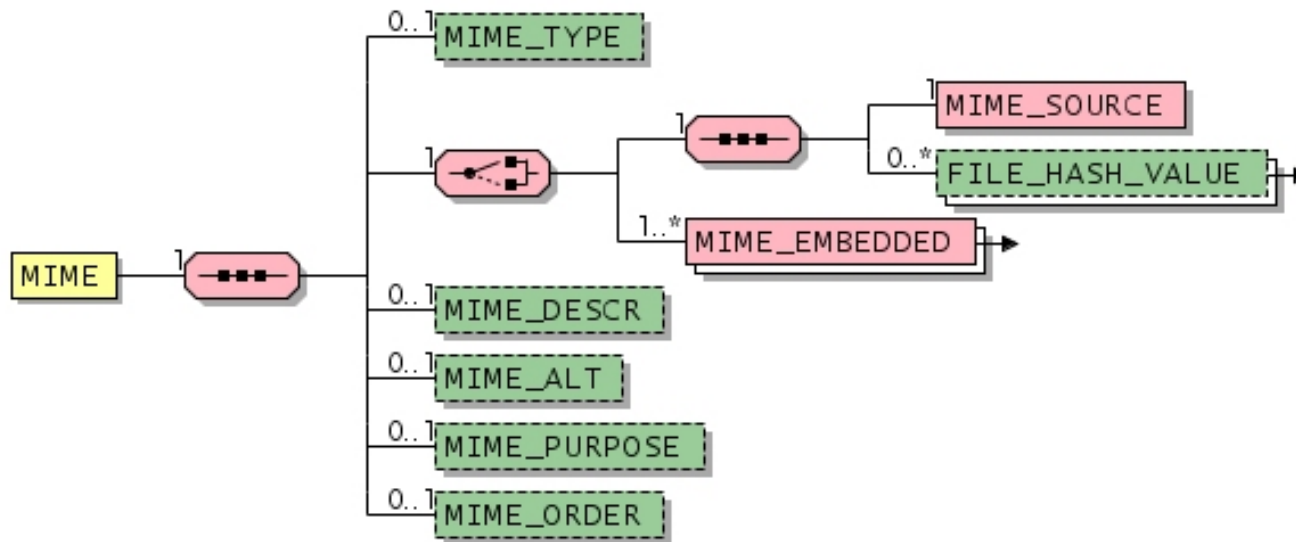 0..1 MIME_TYPE
1 MIME_SOURCE
1
0..* FILE_HASH_VALUE
1
1..* MIME_EMBEDDED
MIME 1
0..1 MIME_DESCR
0..1 MIME_ALT
0..1 MIME_PURPOSE
0..1 MIME_ORDER